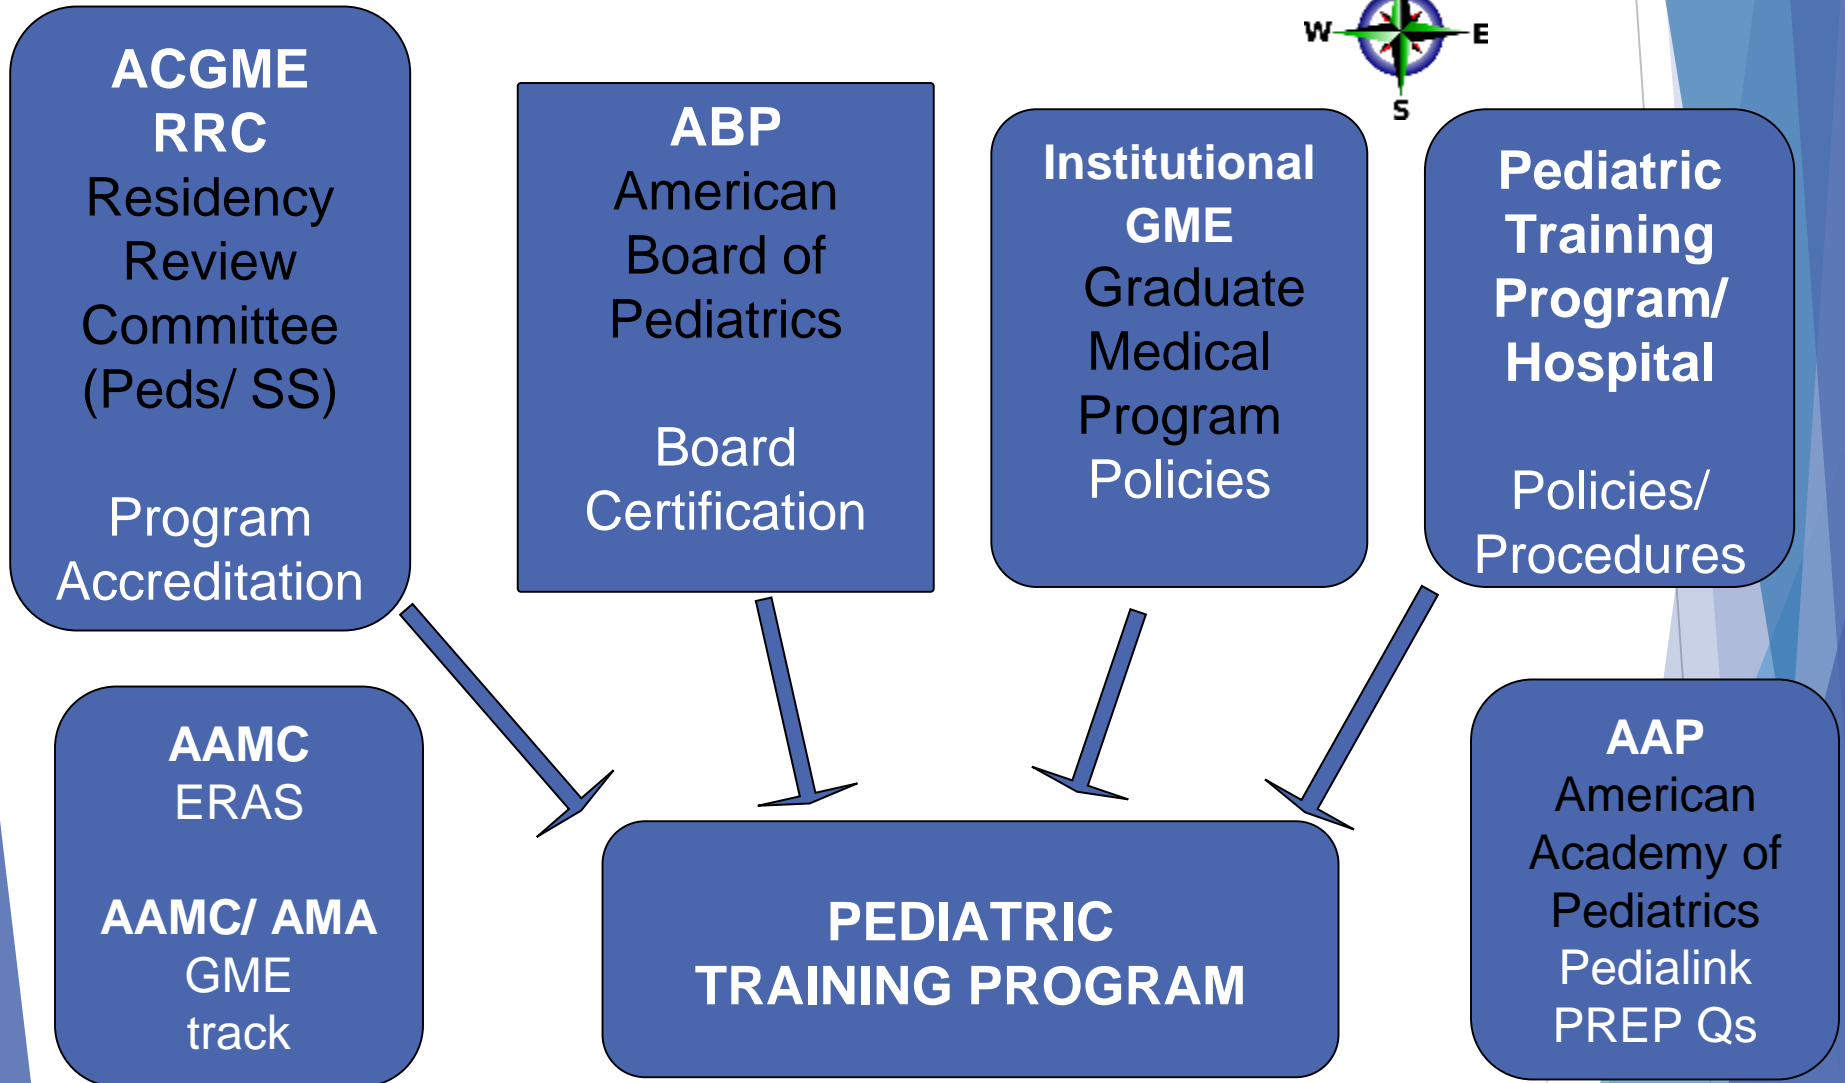 ACGME
RRC
Residency
Review
Committee
(Peds/ SS)
Program
Accreditation
ABP
American
Board of
Pediatrics
Board
Certification
W
E
S
Institutional
GME
Graduate
Medical
Program
Policies
Pediatric
Training
Program/
Hospital
Policies/
Procedures
AAMC
ERAS
AAMC/ AMA
GME
track
PEDIATRIC
TRAINING PROGRAM
AAP
American
Academy of
Pediatrics
Pedialink
PREP Qs